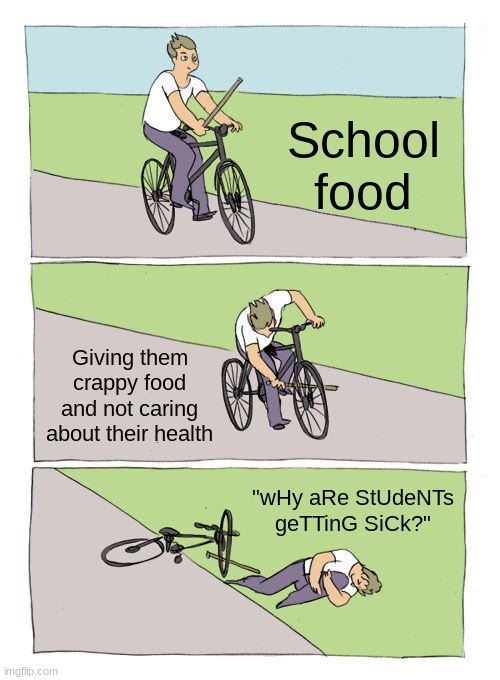 School
food
Giving them
crappy food
and not caring
about their health
"wHy aRe StUdeNTs
geTTinG SiCk?"
imgflip.com